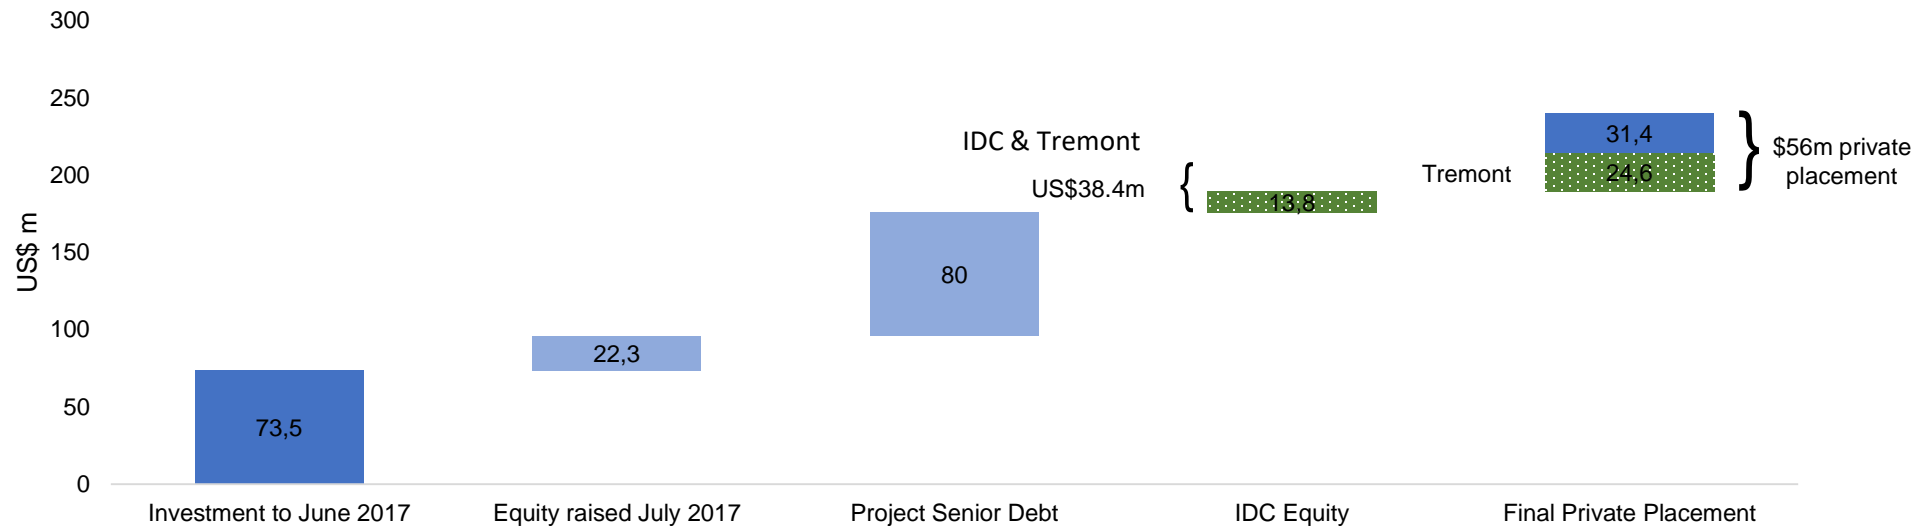 300
250
200
150
100
50
0
US$ m
73,5
22,3
80
IDC & Tremont
US$38.4m
{
13,8
Tremont
31,4
24,6
}
$56m private
placement
Investment to June 2017
Equity raised July 2017
Project Senior Debt
IDC Equity
Final Private Placement